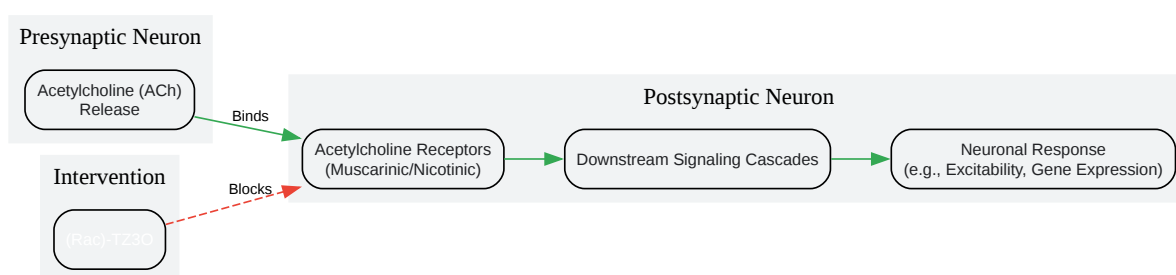 Presynaptic Neuron
Acetylcholine (ACh)
Release
Binds
Postsynaptic Neuron
Acetylcholine Receptors
(Muscarinic/Nicotinic)
Downstream Signaling Cascades
Neuronal Response
(e.g., Excitability, Gene Expression)
Intervention
Blocks
(Rac)-TZ3O